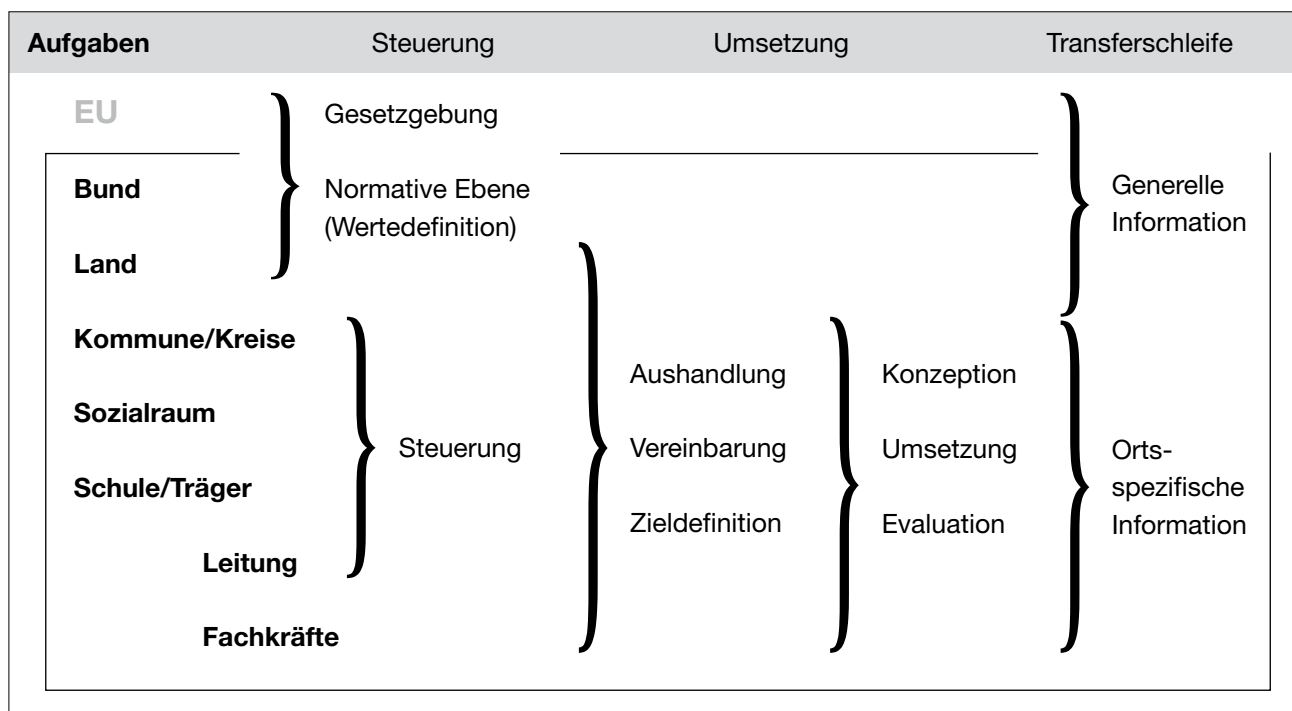 Aufgaben Steuerung Umsetzung Transferschleife
EU Gesetzgebung
Bund Normative Ebene Generelle
(Wertedefinition) Information
Land
Kommune/Kreise
Aushandlung Konzeption
Sozialraum
Steuerung Vereinbarung Umsetzung Orts-
Schule/Träger spezifische
Zieldefinition Evaluation Information
Leitung
Fachkräfte